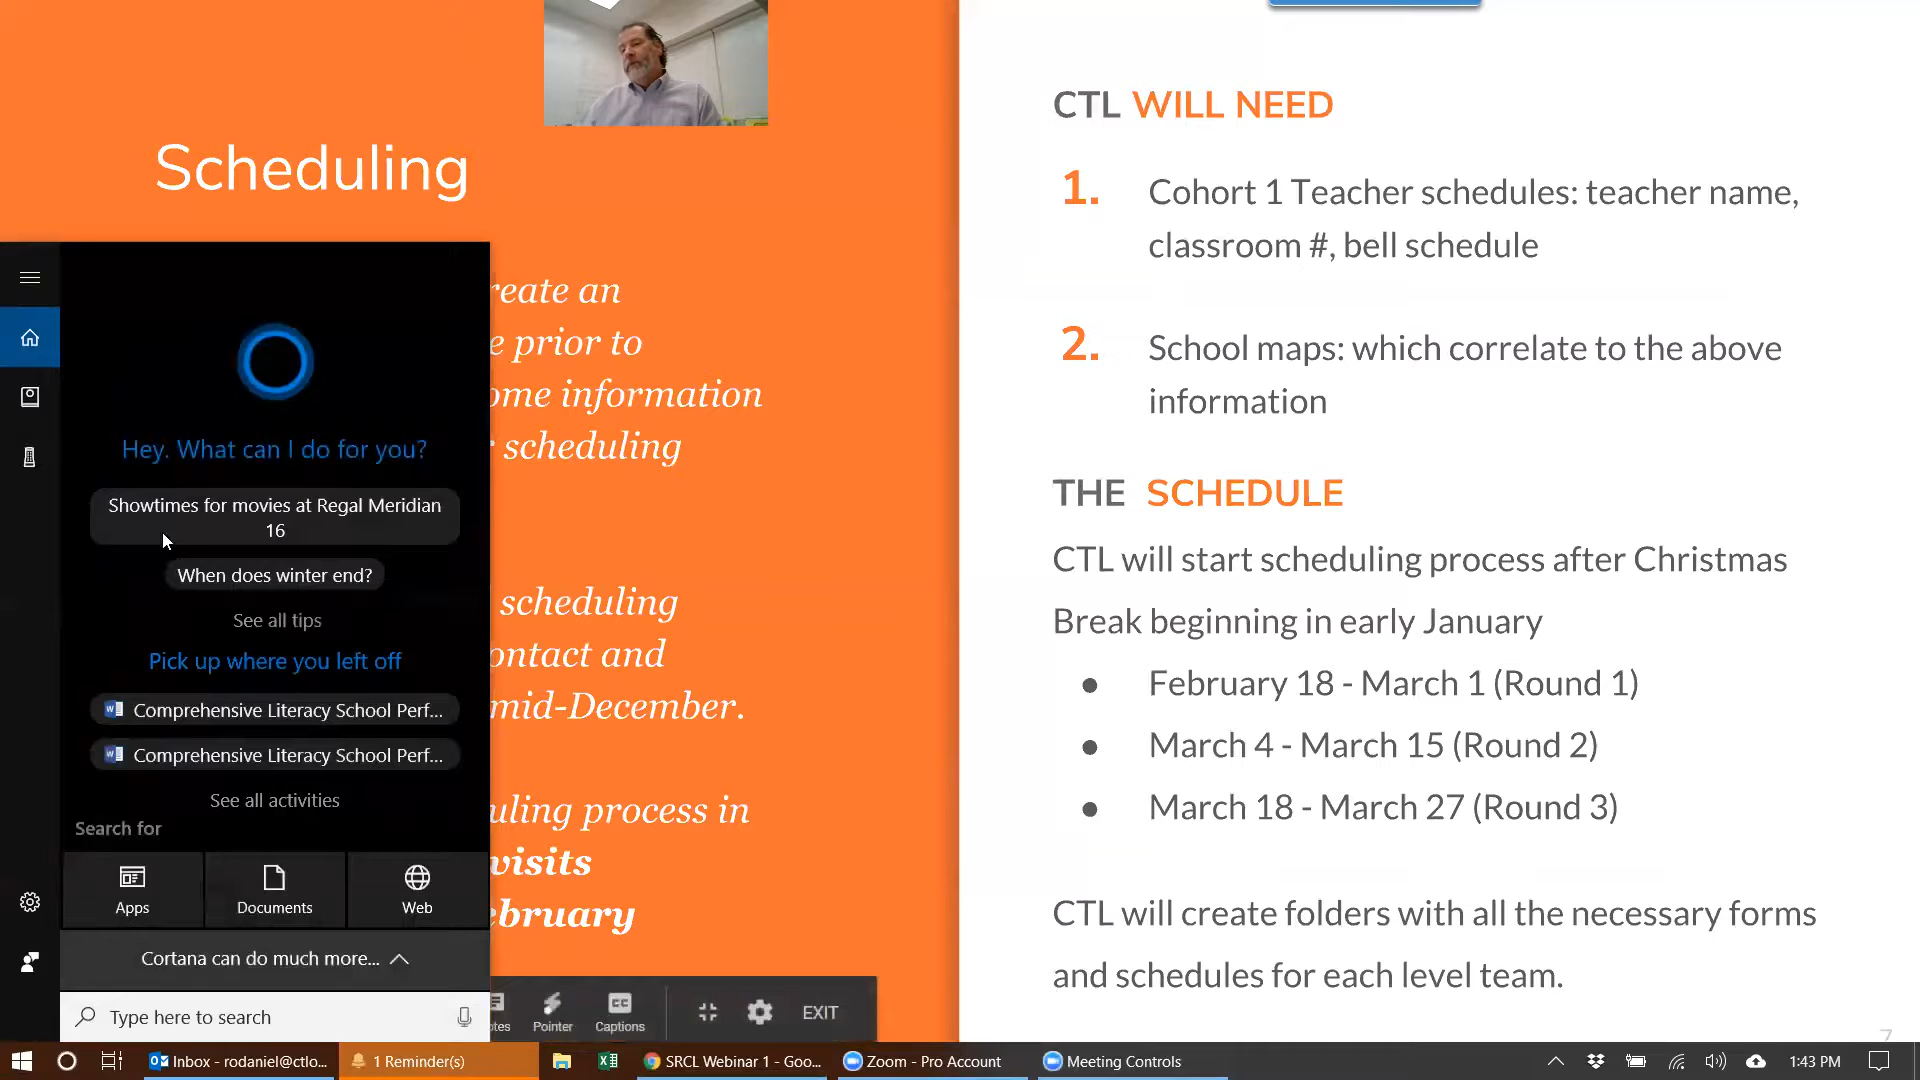 Scheduling
reate an
e prior to
ome information
r scheduling
scheduling
ontact and
mid-December.
uling process in
visits
ebruary
Hey. What can I do for you?
Showtimes for movies at Regal Meridian
16
When does winter end?
See all tips
Pick up where you left off
Comprehensive Literacy School Perf...
Comprehensive Literacy School Perf...
See all activities
Search for
Apps
Documents
Web
Cortana can do much more...
Type here to search
otes
Pointer
CC
Captions
EXIT
CTL WILL NEED
1. Cohort 1 Teacher schedules: teacher name,
classroom #, bell schedule
2. School maps: which correlate to the above
information
THE SCHEDULE
CTL will start scheduling process after Christmas
Break beginning in early January
● February 18 - March 1 (Round 1)
● March 4 - March 15 (Round 2)
● March 18 - March 27 (Round 3)
CTL will create folders with all the necessary forms
and schedules for each level team.
7
Inbox - rodaniel@ctlo...
1 Reminder(s)
SRCL Webinar 1 - Goo...
Zoom - Pro Account
Meeting Controls
1:43 PM